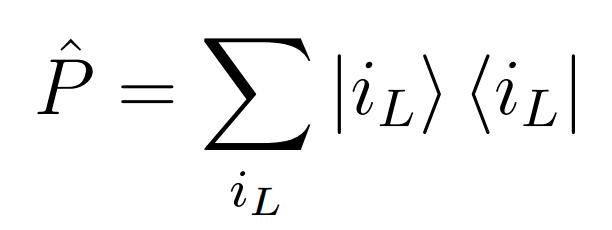 $\hat{P} = \sum_{i_L} |i_L\rangle \langle i_L|$